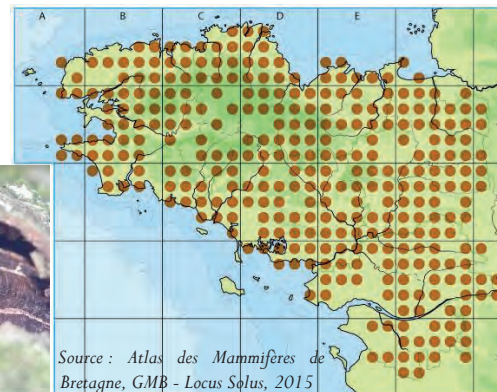 A B C D E
Source : Atlas des Mammifères de
Bretagne, GMB - Locus Solus, 2015